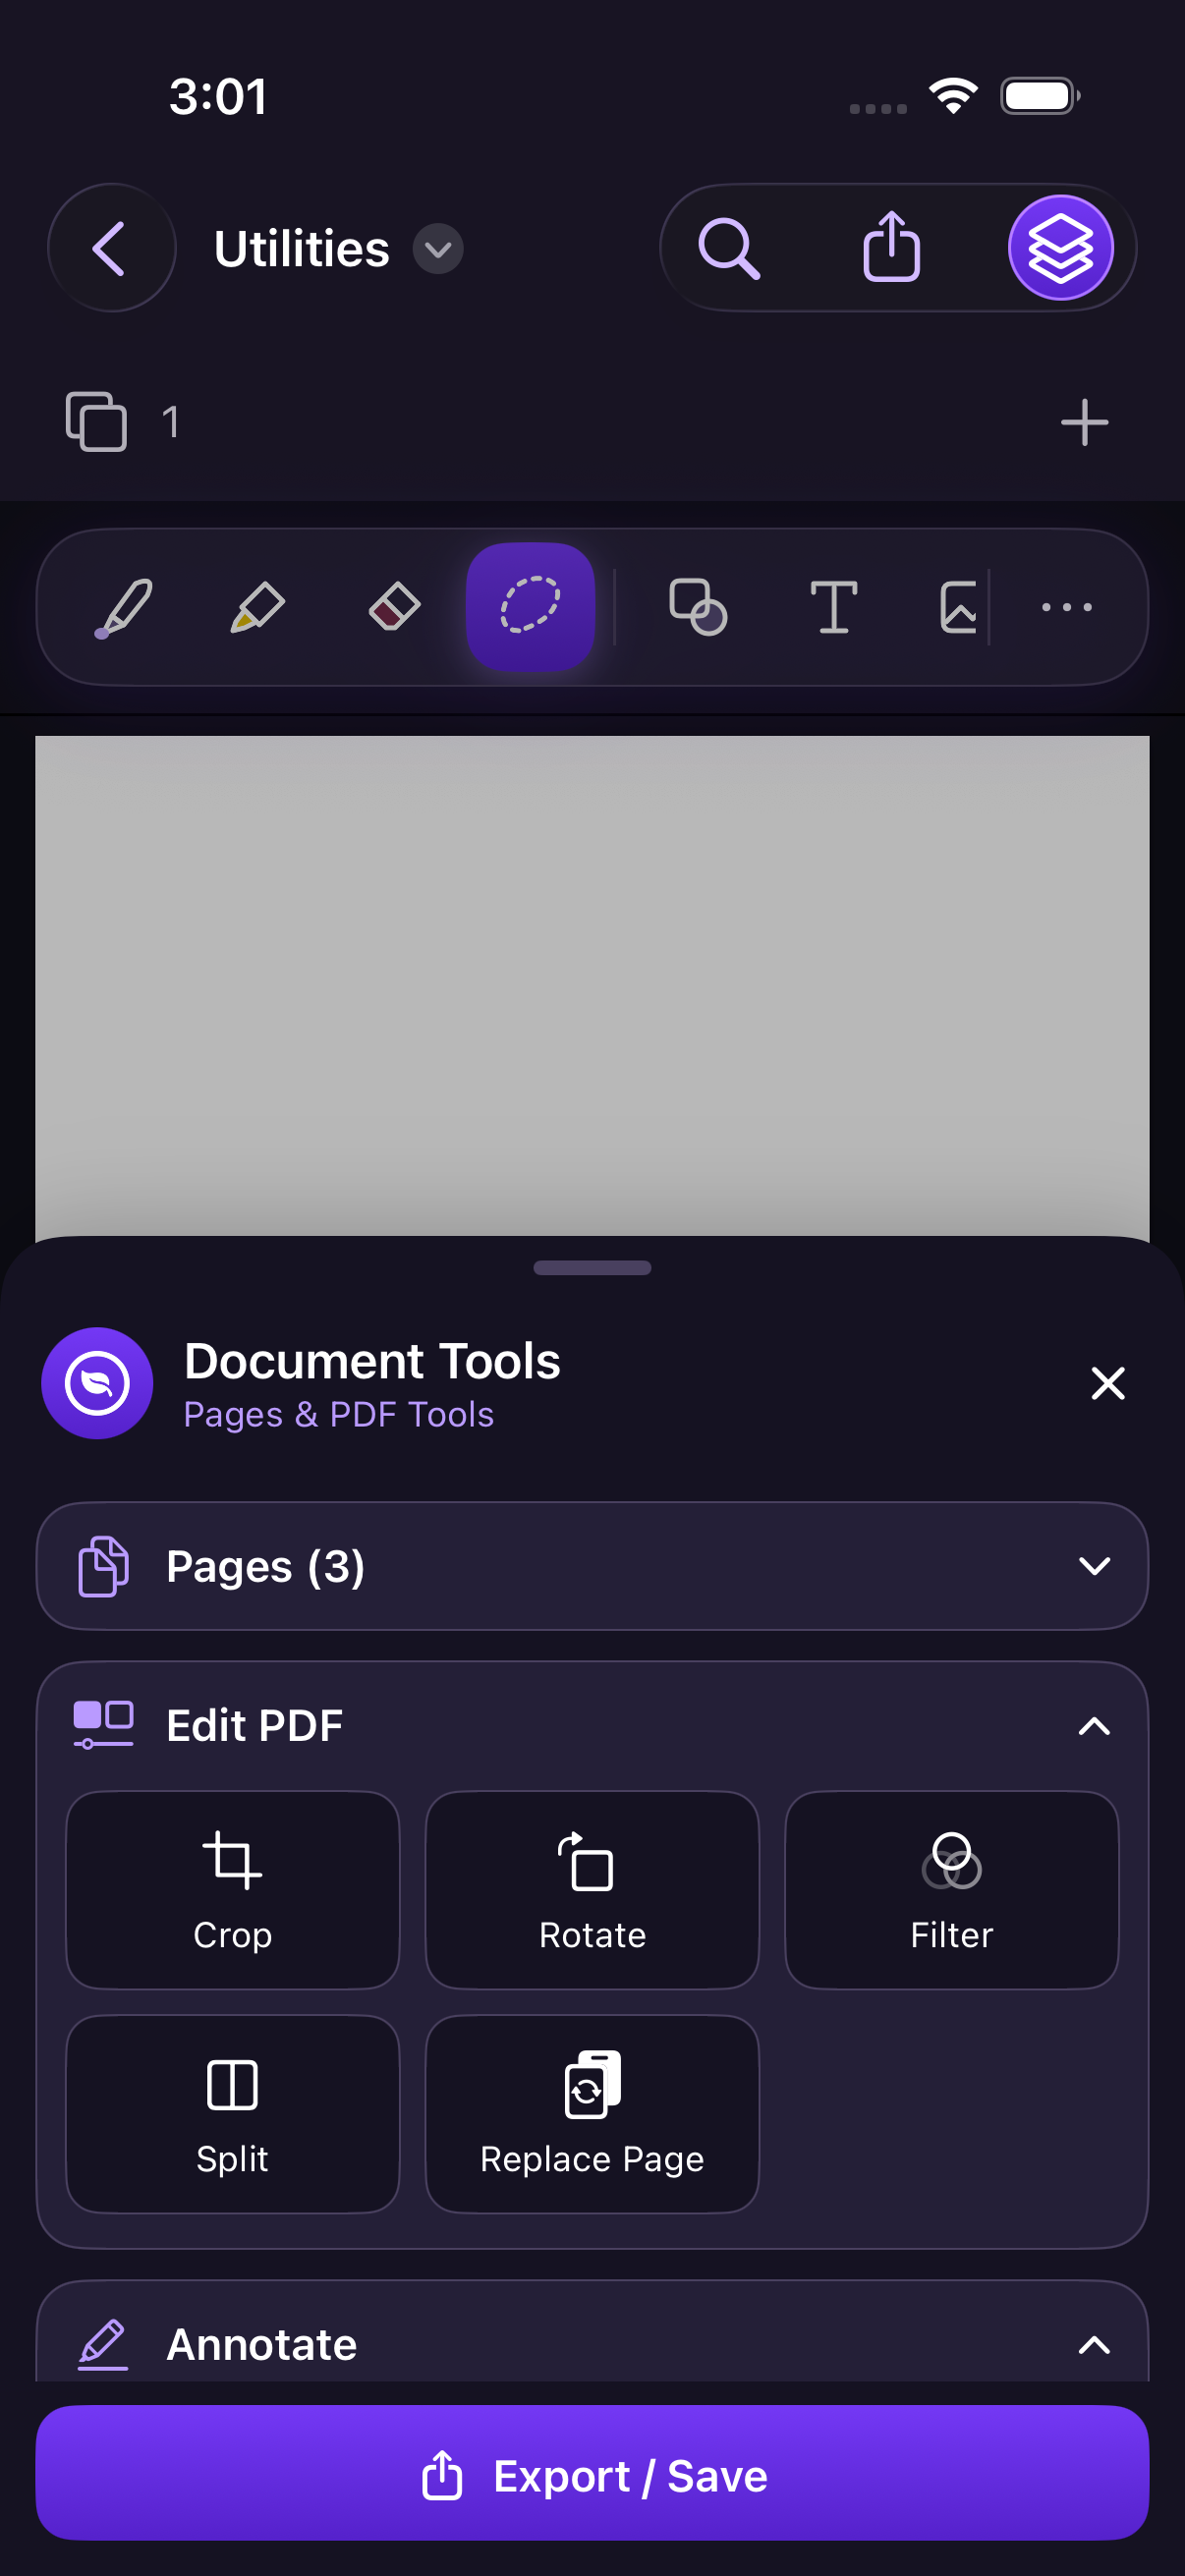 3:01
Utilities
1
Document Tools
Pages & PDF Tools
Pages (3)
Edit PDF
Crop
Rotate
Filter
Split
Replace Page
Annotate
Export / Save